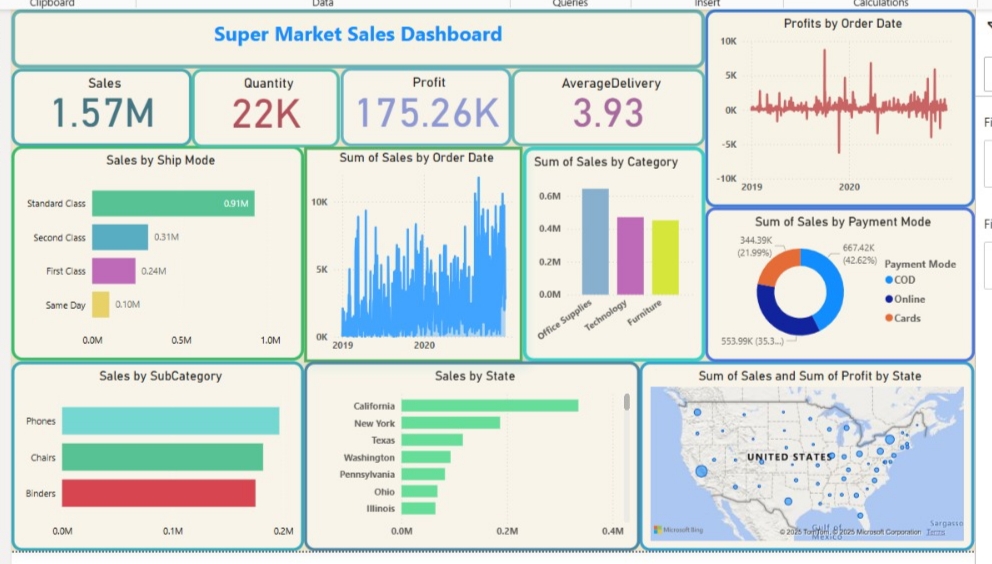 Clipboard
Data
Queries
Insert
Calculations
Super Market Sales Dashboard
Sales
1.57M
Quantity
22K
Profit
175.26K
AverageDelivery
3.93
Profits by Order Date
10K
5K
0K
-5K
-10K
2019
2020
Sales by Ship Mode
Standard Class
0.91M
Second Class
0.31M
First Class
0.24M
Same Day
0.10M
0.0M
0.5M
1.0M
Sum of Sales by Order Date
10K
5K
0K
2019
2020
Sum of Sales by Category
0.6M
0.4M
0.2M
0.0M
Office Supplies
Technology
Furniture
Sum of Sales by Payment Mode
344.39K
(21.99%)
667.42K
(42.62%)
553.99K (35.3...)
Payment Mode
COD
Online
Cards
Sales by SubCategory
Phones
Chairs
Binders
0.0M
0.1M
0.2M
Sales by State
California
New York
Texas
Washington
Pennsylvania
Ohio
Illinois
0.0M
0.2M
0.4M
Sum of Sales and Sum of Profit by State
UNITED STATES
Gulf of
Mexico
Sargasso
Microsoft Bing
© 2025 TomTom, © 2025 Microsoft Corporation
Terms
Fi
Fi